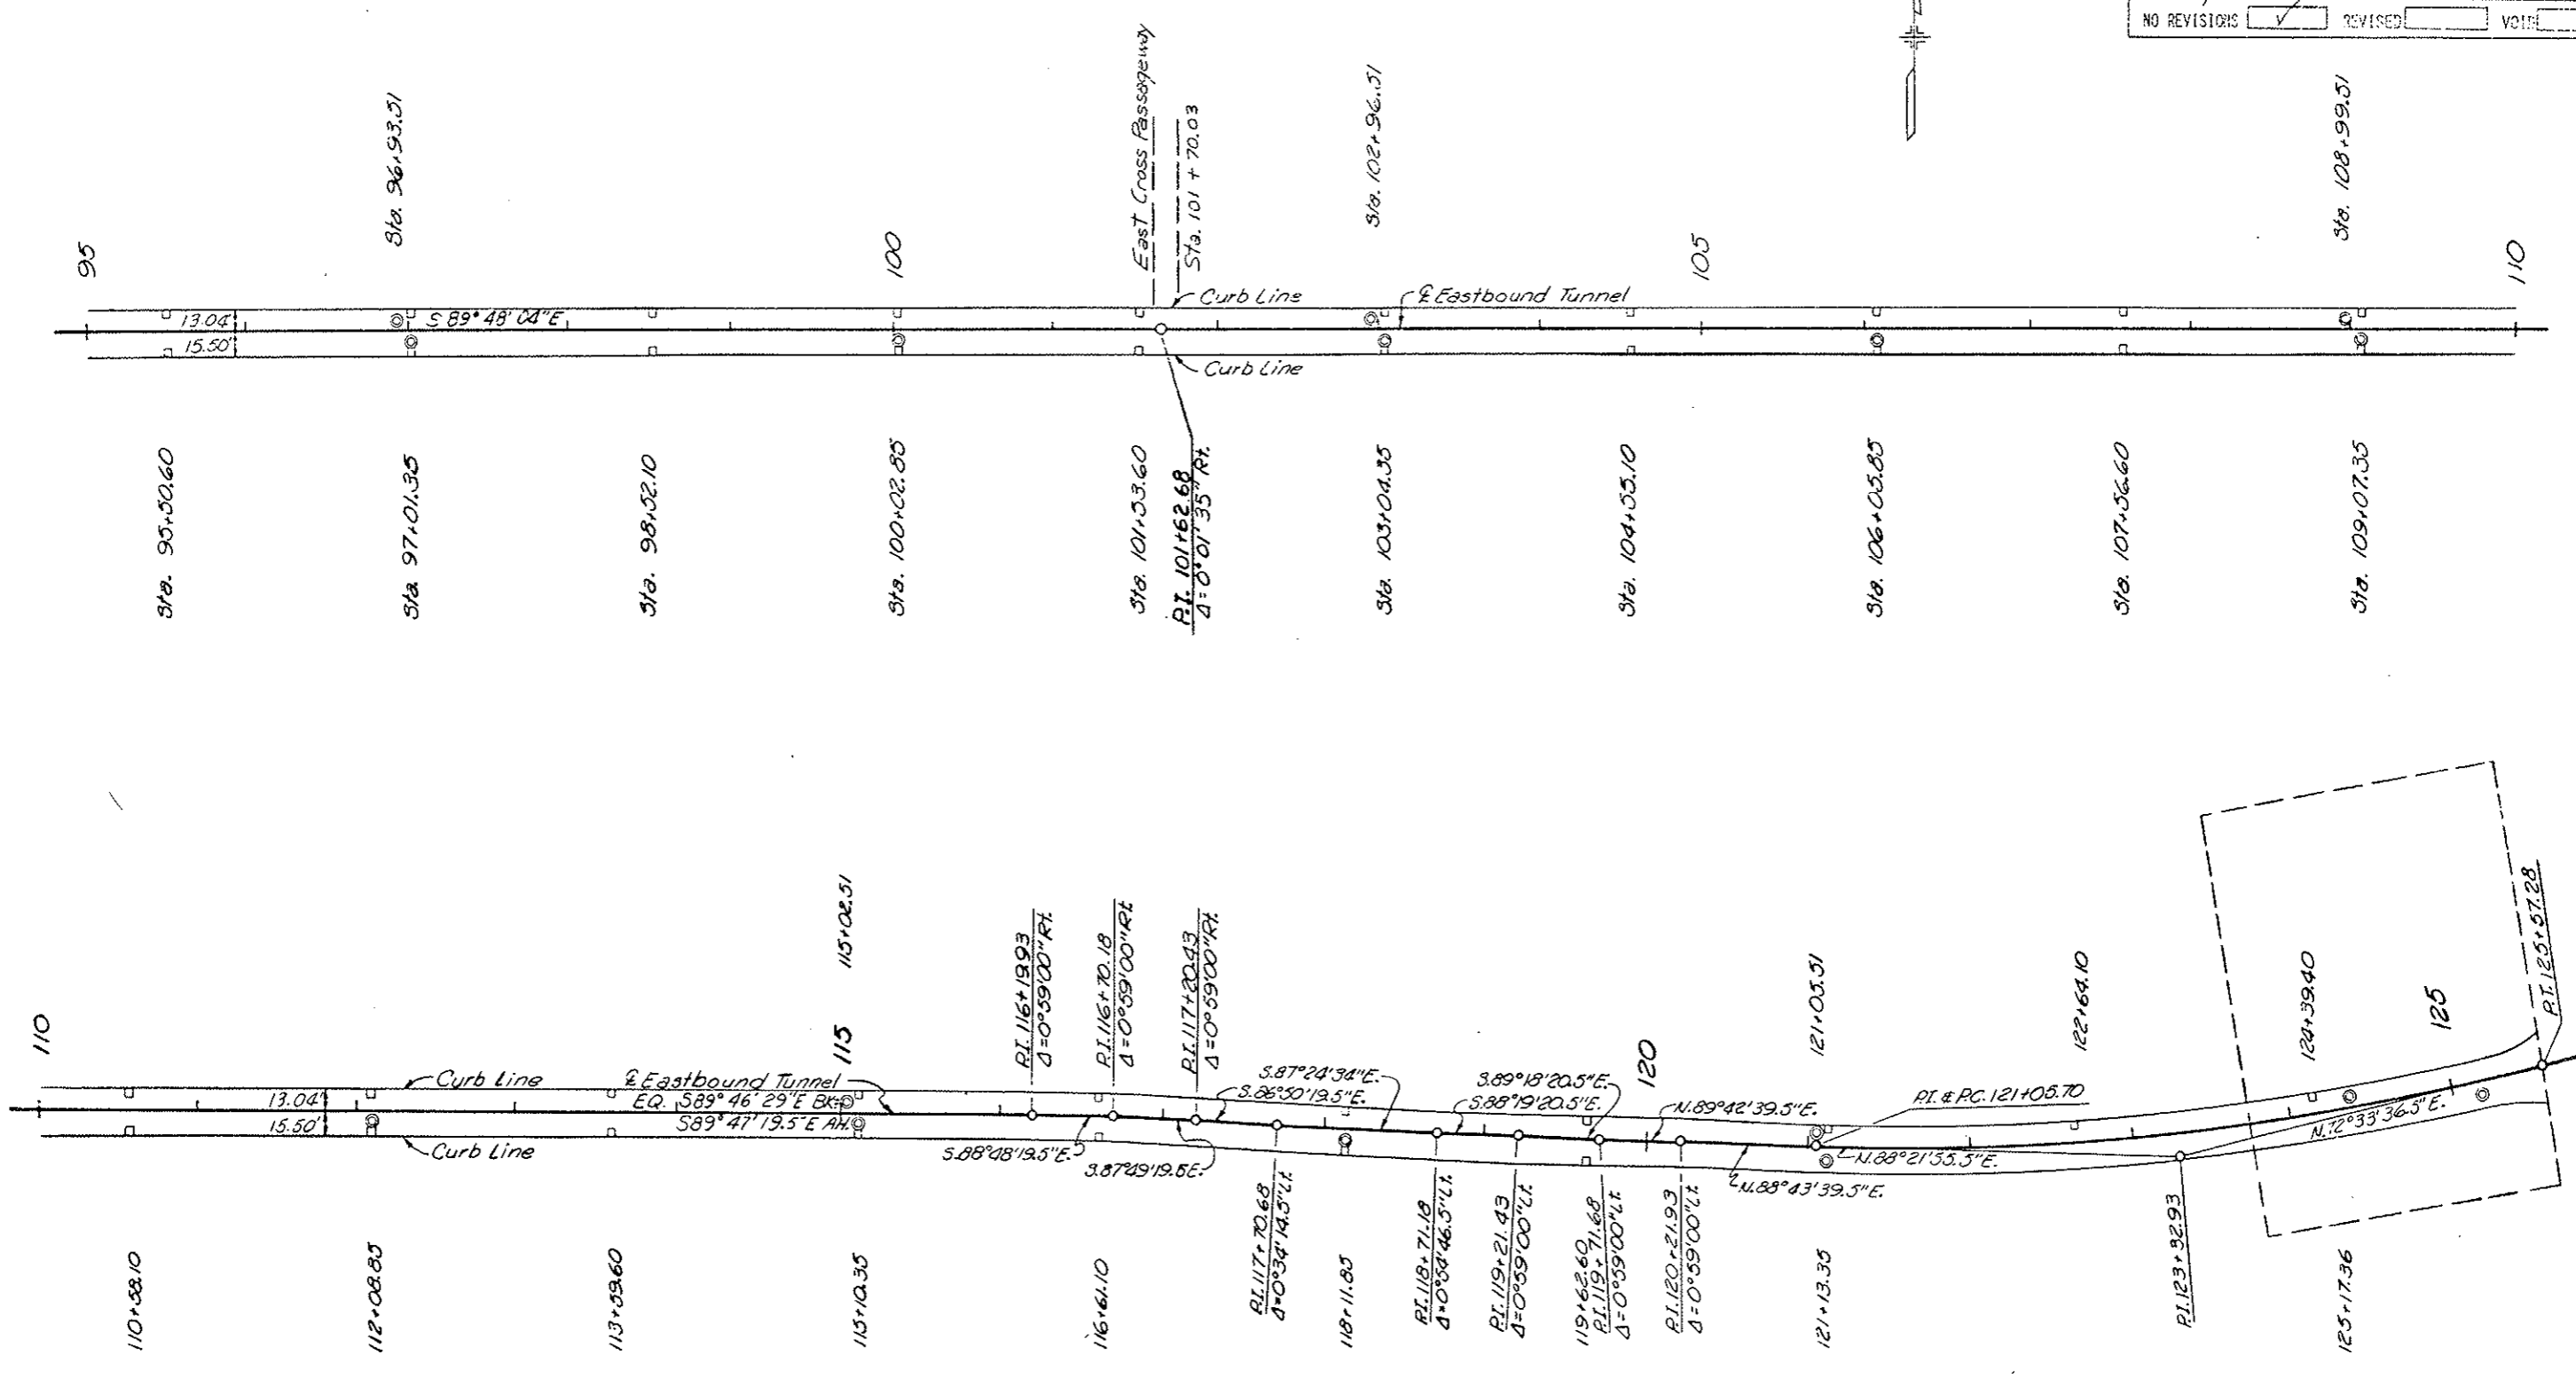 NO REVISIONS
REVISED
VOID
95
Sta. 96+93.51
100
East Cross Passageway
Sta. 101 + 70.03
Sta. 102+96.51
105
Sta. 108+99.51
110
13.04'
15.50'
S 89° 48' 04" E
Curb Line
℄ Eastbound Tunnel
Curb Line
Sta. 95+50.60
Sta. 97+01.35
Sta. 98+52.10
Sta. 100+02.85
Sta. 101+53.60
P.I. 101+62.68
Δ=0°01'35" Rt.
Sta. 103+04.35
Sta. 104+55.10
Sta. 106+05.85
Sta. 107+56.60
Sta. 109+07.35
110
115
115+02.51
P.I. 116+19.93
Δ=0°59'00" Rt.
P.I. 116+70.18
Δ=0°59'00" Rt.
P.I. 117+20.43
Δ=0°59'00" Rt.
120
121+05.51
122+64.10
124+39.40
125
P.T. 125+57.28
Curb Line
℄ Eastbound Tunnel
13.04'
15.50'
EQ. S89° 46' 29" E BK=
S89° 47' 19.5" E AH.
Curb Line
S.88°48'19.5"E.
S.87°49'19.5E.
S.87°24'34"E.
S.86°50'19.5"E.
S.89°18'20.5"E.
S.88°19'20.5"E.
N.89°42'39.5"E.
P.I. & P.C. 121+05.70
N.88°21'55.5"E.
N.88°43'39.5"E.
N.72°33'36.5"E.
110+58.10
112+08.85
113+59.60
115+10.35
116+61.10
P.I. 117+70.68
Δ=0°34'14.5" Lt.
118+11.85
P.I. 118+71.18
Δ=0°54'46.5" Lt.
P.I. 119+21.43
Δ=0°59'00" Lt.
119+62.60
P.I. 119+71.68
Δ=0°59'00" Lt.
P.I. 120+21.93
Δ=0°59'00" Lt.
121+13.35
P.I. 123+32.93
125+17.36